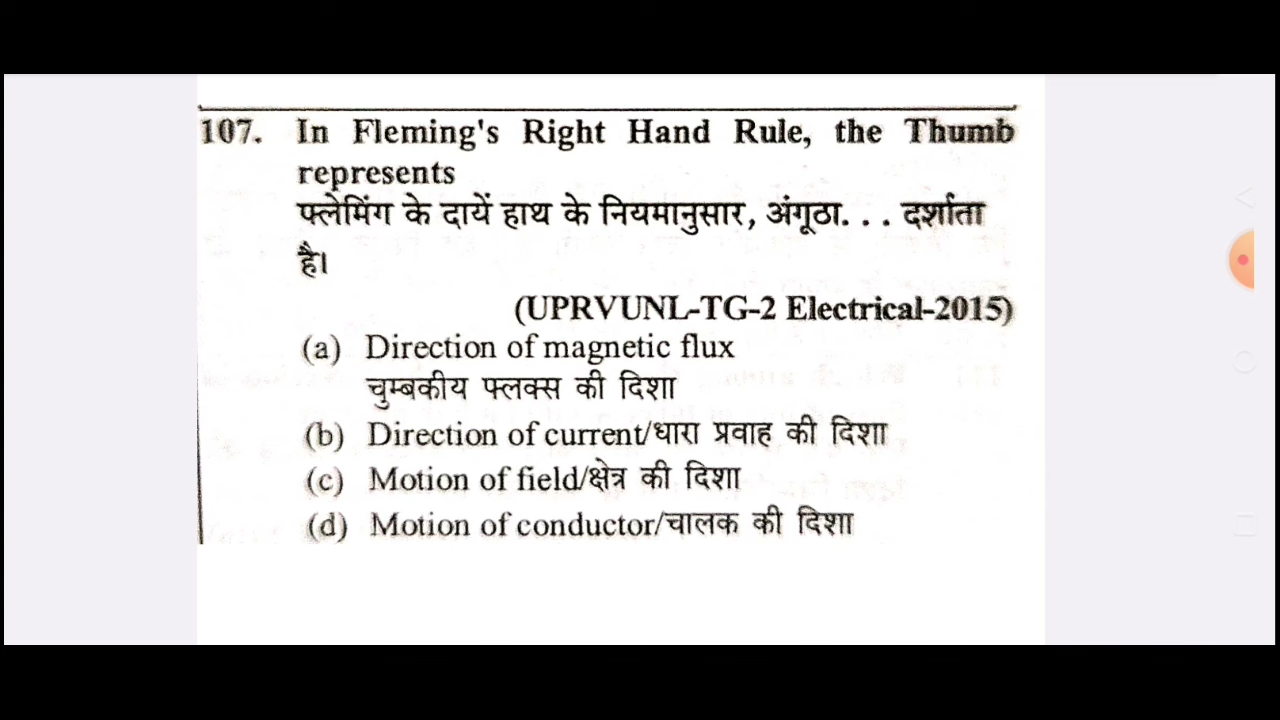 107. In Fleming's Right Hand Rule, the Thumb
represents
फ्लेमिंग के दायें हाथ के नियमानुसार, अंगूठा. . . दर्शाता
है।
(UPRVUNL-TG-2 Electrical-2015)
(a) Direction of magnetic flux
चुम्बकीय फ्लक्स की दिशा
(b) Direction of current/धारा प्रवाह की दिशा
(c) Motion of field/क्षेत्र की दिशा
(d) Motion of conductor/चालक की दिशा